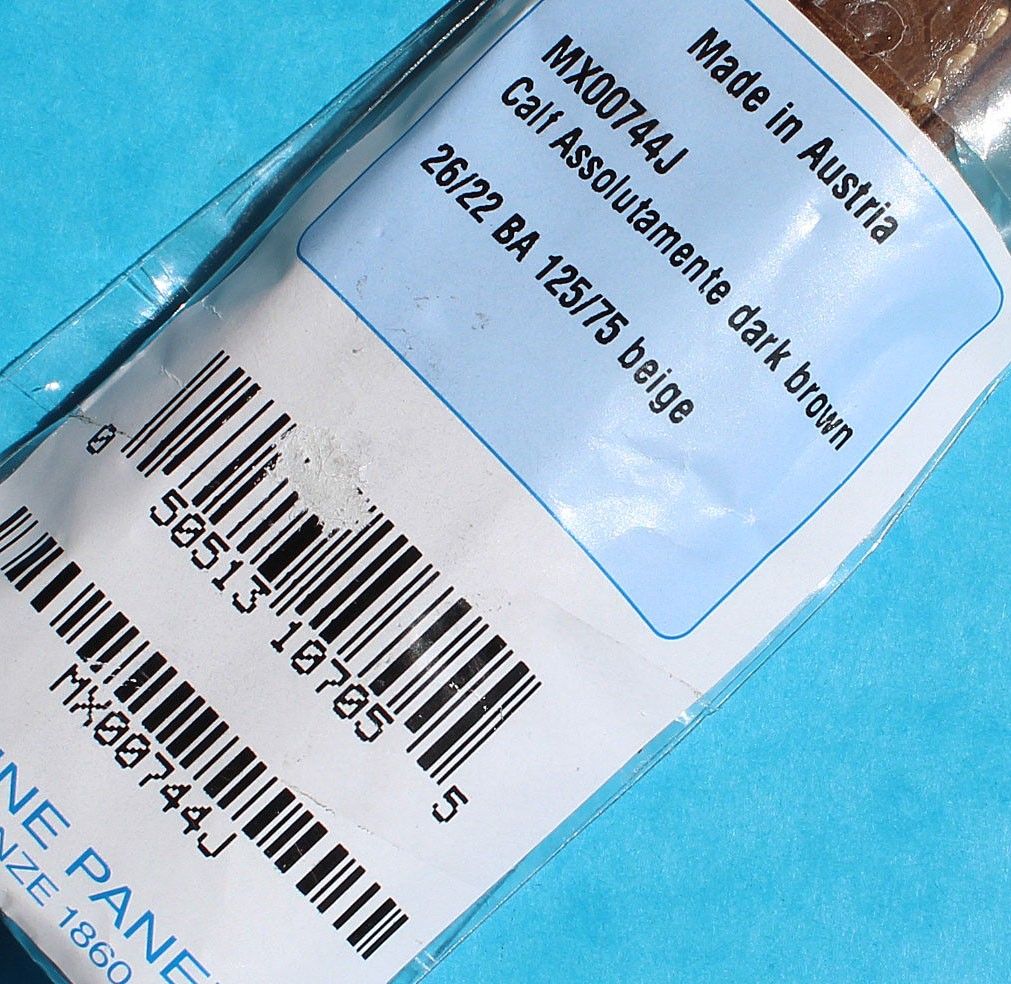 Made in Austria
MX00744J
Calf Assolutamente dark brown
26/22 BA 125/75 beige
0 50513 10705 5
MX00744J
INE PANE
NZE 1860